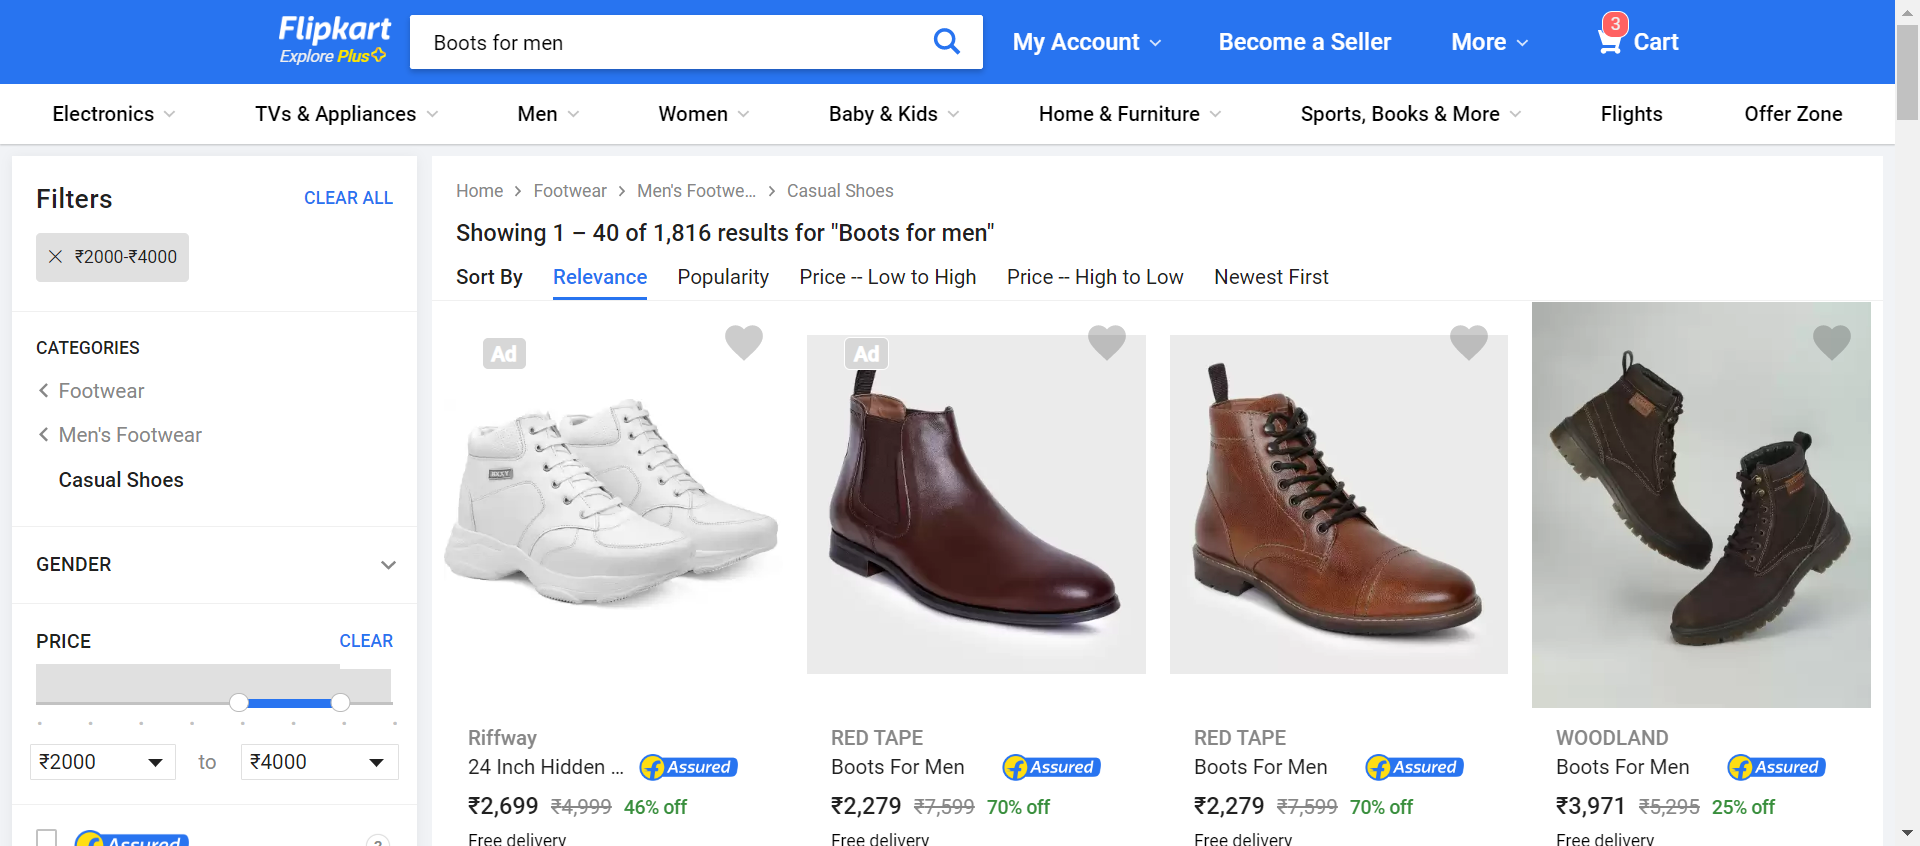 Flipkart
Explore Plus
Boots for men
My Account
Become a Seller
More
3
Cart
Electronics
TVs & Appliances
Men
Women
Baby & Kids
Home & Furniture
Sports, Books & More
Flights
Offer Zone
Filters
CLEAR ALL
₹2000-₹4000
CATEGORIES
Footwear
Men's Footwear
Casual Shoes
GENDER
PRICE
CLEAR
₹2000
to
₹4000
Assured
?
Home
Footwear
Men's Footwe...
Casual Shoes
Showing 1 – 40 of 1,816 results for "Boots for men"
Sort By
Relevance
Popularity
Price -- Low to High
Price -- High to Low
Newest First
Ad
Riffway
24 Inch Hidden ...
Assured
₹2,699 ₹4,999 46% off
Free delivery
Ad
RED TAPE
Boots For Men
Assured
₹2,279 ₹7,599 70% off
Free delivery
RED TAPE
Boots For Men
Assured
₹2,279 ₹7,599 70% off
Free delivery
WOODLAND
Boots For Men
Assured
₹3,971 ₹5,295 25% off
Free delivery